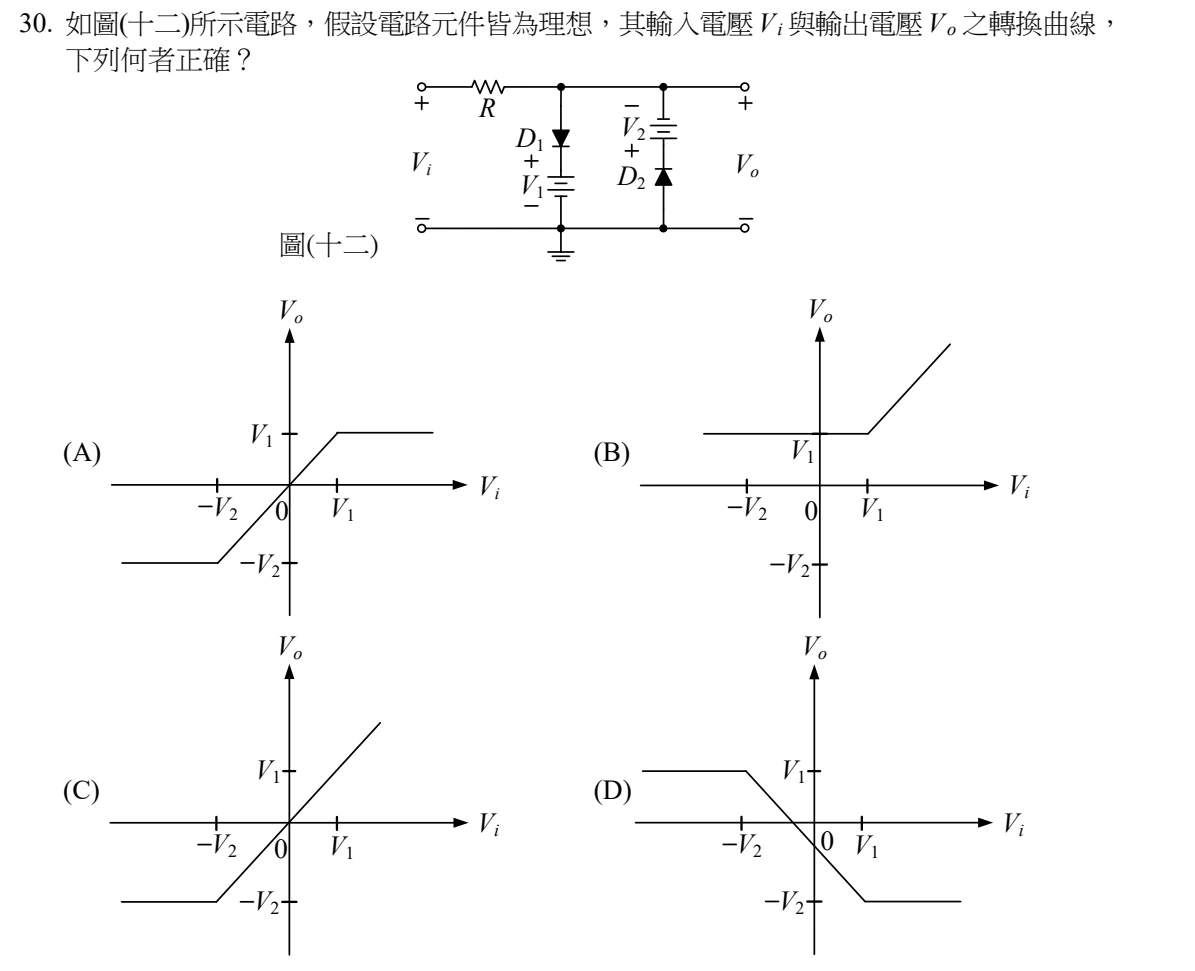 30. 如圖(十二)所示電路，假設電路元件皆為理想，其輸入電壓 Vi 與輸出電壓 Vo 之轉換曲線，
下列何者正確？
+ R + 
D1 + V1 −
− V2 + D2
Vi Vo
− −
圖(十二)
(A) Vo V1 −V2 0 V1 Vi −V2
(B) Vo V1 −V2 0 V1 Vi −V2
(C) Vo V1 −V2 0 V1 Vi −V2
(D) Vo V1 −V2 0 V1 Vi −V2